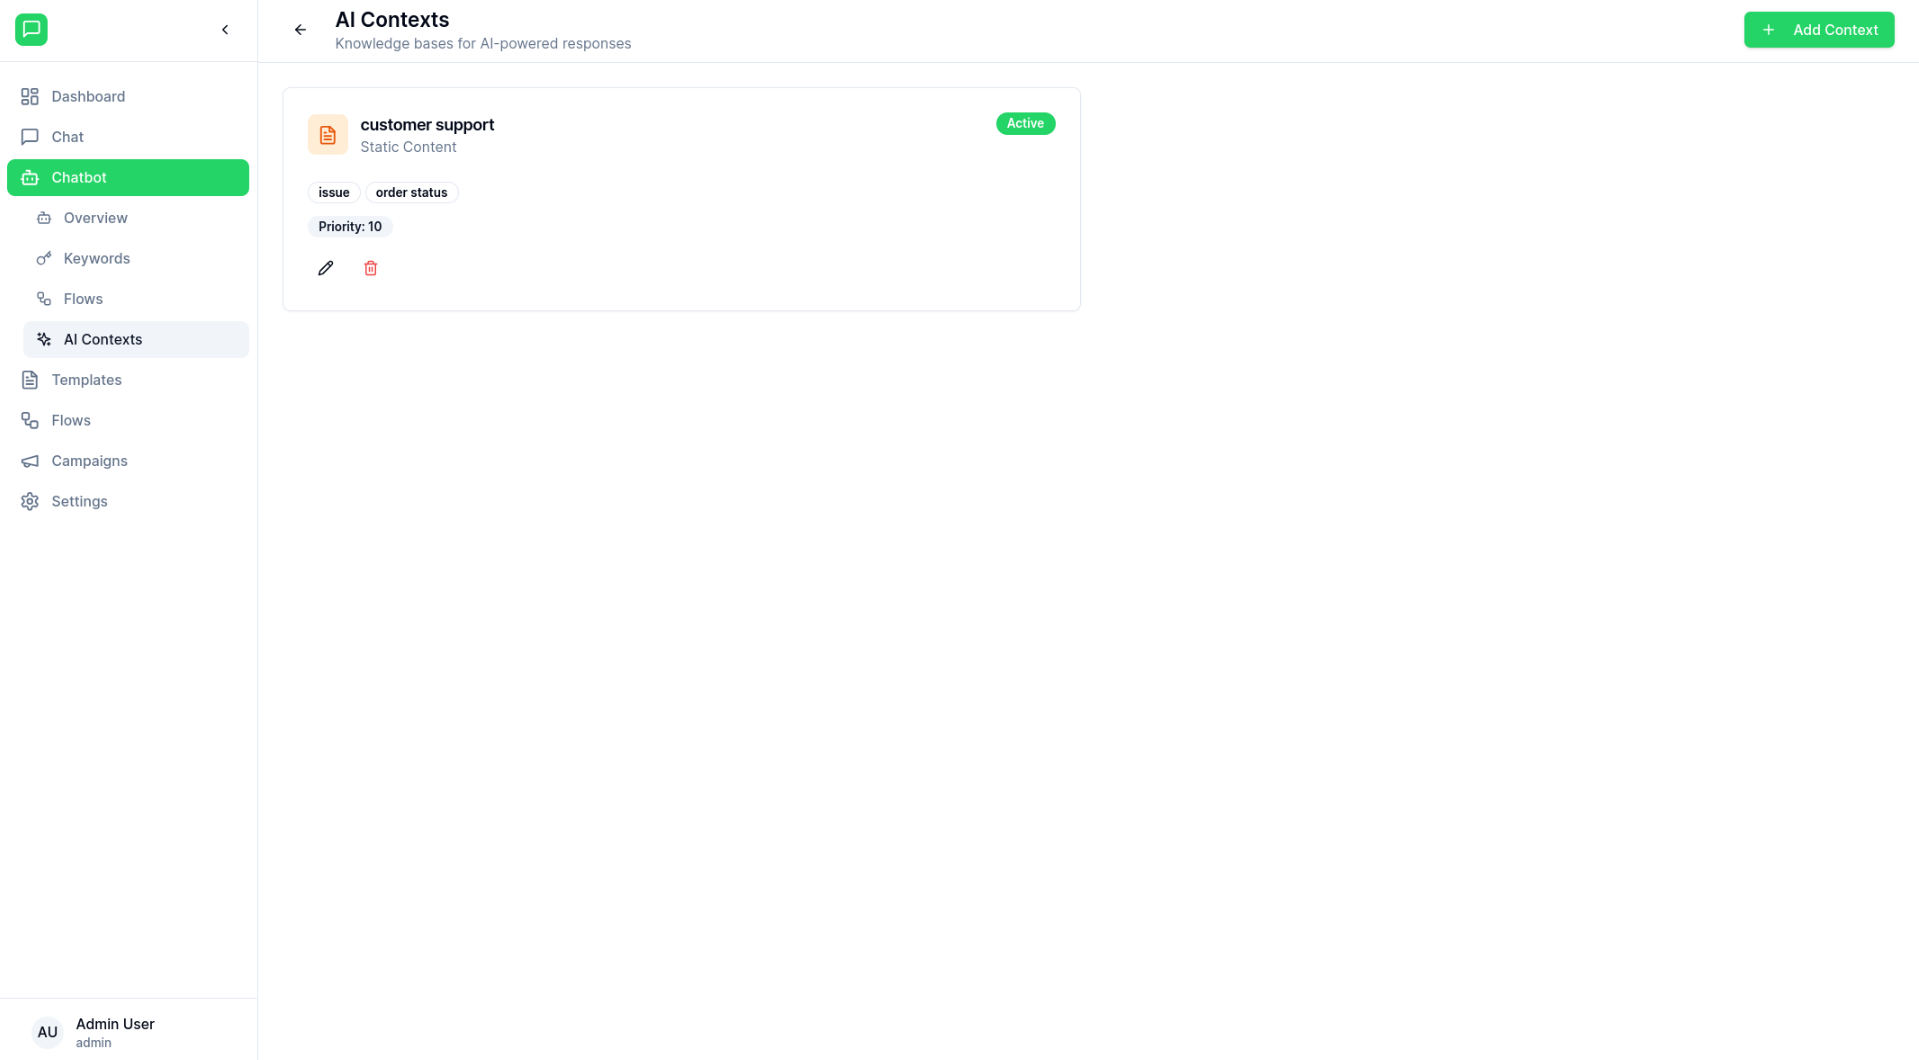 AI Contexts
Knowledge bases for AI-powered responses
Add Context
Dashboard
Chat
Chatbot
Overview
Keywords
Flows
AI Contexts
Templates
Flows
Campaigns
Settings
customer support
Active
Static Content
issue order status
Priority: 10
AU
Admin User
admin